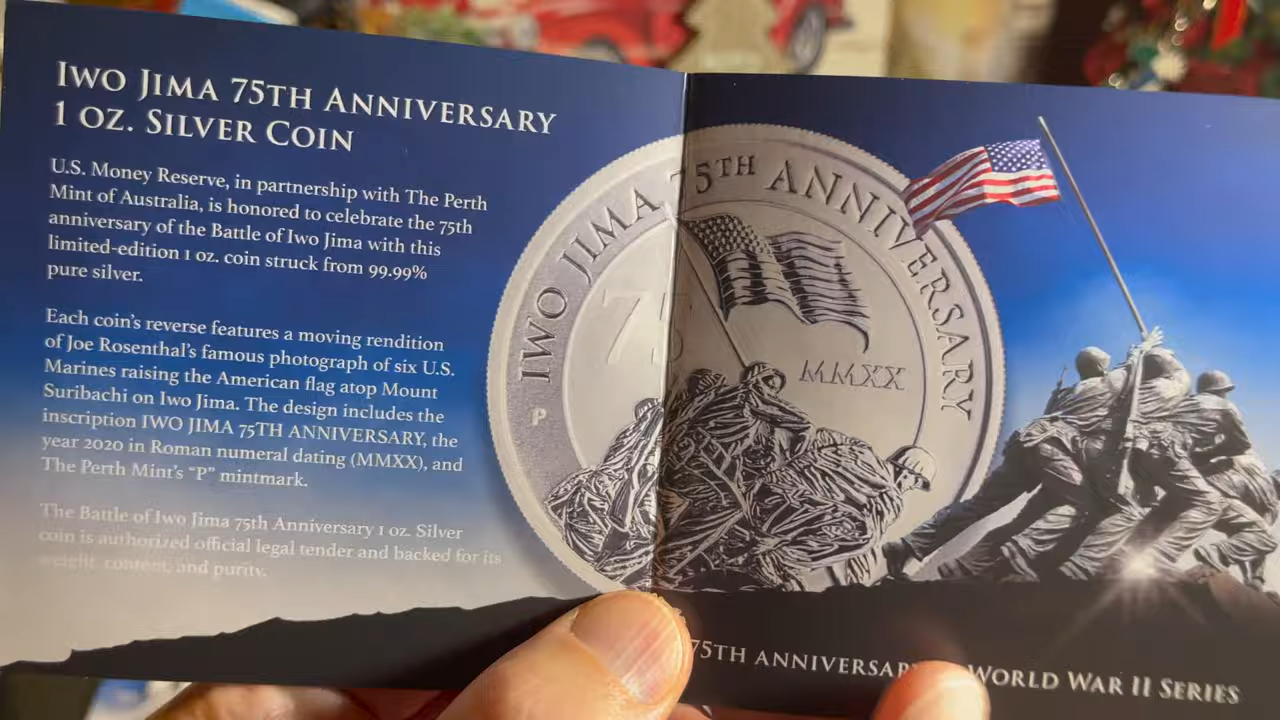 IWO JIMA 75TH ANNIVERSARY
1 OZ. SILVER COIN
U.S. Money Reserve, in partnership with The Perth
Mint of Australia, is honored to celebrate the 75th
anniversary of the Battle of Iwo Jima with this
limited-edition 1 oz. coin struck from 99.99%
pure silver.
Each coin's reverse features a moving rendition
of Joe Rosenthal's famous photograph of six U.S.
Marines raising the American flag atop Mount
Suribachi on Iwo Jima. The design includes the
inscription IWO JIMA 75TH ANNIVERSARY, the
year 2020 in Roman numeral dating (MMXX), and
The Perth Mint's "P" mintmark.
The Battle of Iwo Jima 75th Anniversary 1 oz. Silver
coin is authorized official legal tender and backed for its
weight, content, and purity.
IWO JIMA 75TH ANNIVERSARY
75
MMXX
P
75TH ANNIVERSARY WORLD WAR II SERIES